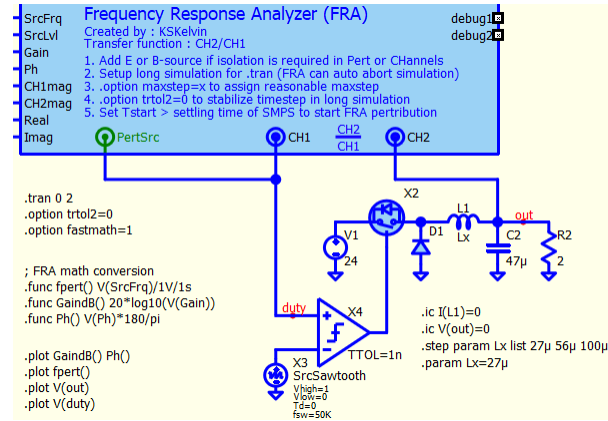 Frequency Response Analyzer (FRA)
Created by : KSKelvin
Transfer function : CH2/CH1
1. Add E or B-source if isolation is required in Pert or CHannels
2. Setup long simulation for .tran (FRA can auto abort simulation)
3. .option maxstep=x to assign reasonable maxstep
4. .option trtol2=0 to stabilize timestep in long simulation
5. Set Tstart > settling time of SMPS to start FRA pertribution
SrcFrq
SrcLvl
Gain
Ph
CH1mag
CH2mag
Real
Imag
debug1
debug2
PertSrc
CH1
CH2
CH1
CH2
.tran 0 2
.option trtol2=0
.option fastmath=1
; FRA math conversion
.func fpert() V(SrcFrq)/1V/1s
.func GaindB() 20*log10(V(Gain))
.func Ph() V(Ph)*180/pi
.plot GaindB() Ph()
.plot fpert()
.plot V(out)
.plot V(duty)
X2
V1
24
D1
L1
Lx
out
C2
47µ
R2
2
duty
X4
TTOL=1n
X3
SrcSawtooth
Vhigh=1
Vlow=0
Td=0
fsw=50K
.ic I(L1)=0
.ic V(out)=0
.step param Lx list 27µ 56µ 100µ
.param Lx=27µ